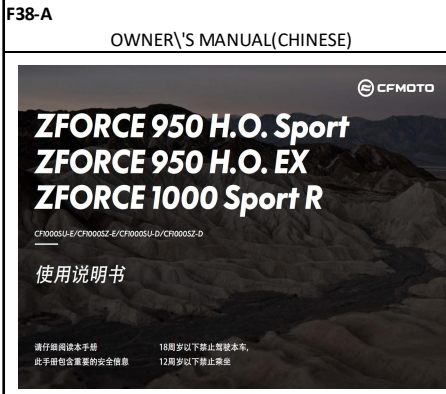 F38-A
OWNER\'S MANUAL(CHINESE)
CFMOTO
ZFORCE 950 H.O. Sport
ZFORCE 950 H.O. EX
ZFORCE 1000 Sport R
CF1000SU-E/CF1000SZ-E/CF1000SU-D/CF1000SZ-D
使用说明书
请仔细阅读本手册
此手册包含重要的安全信息
18周岁以下禁止驾驶本车,
12周岁以下禁止乘坐